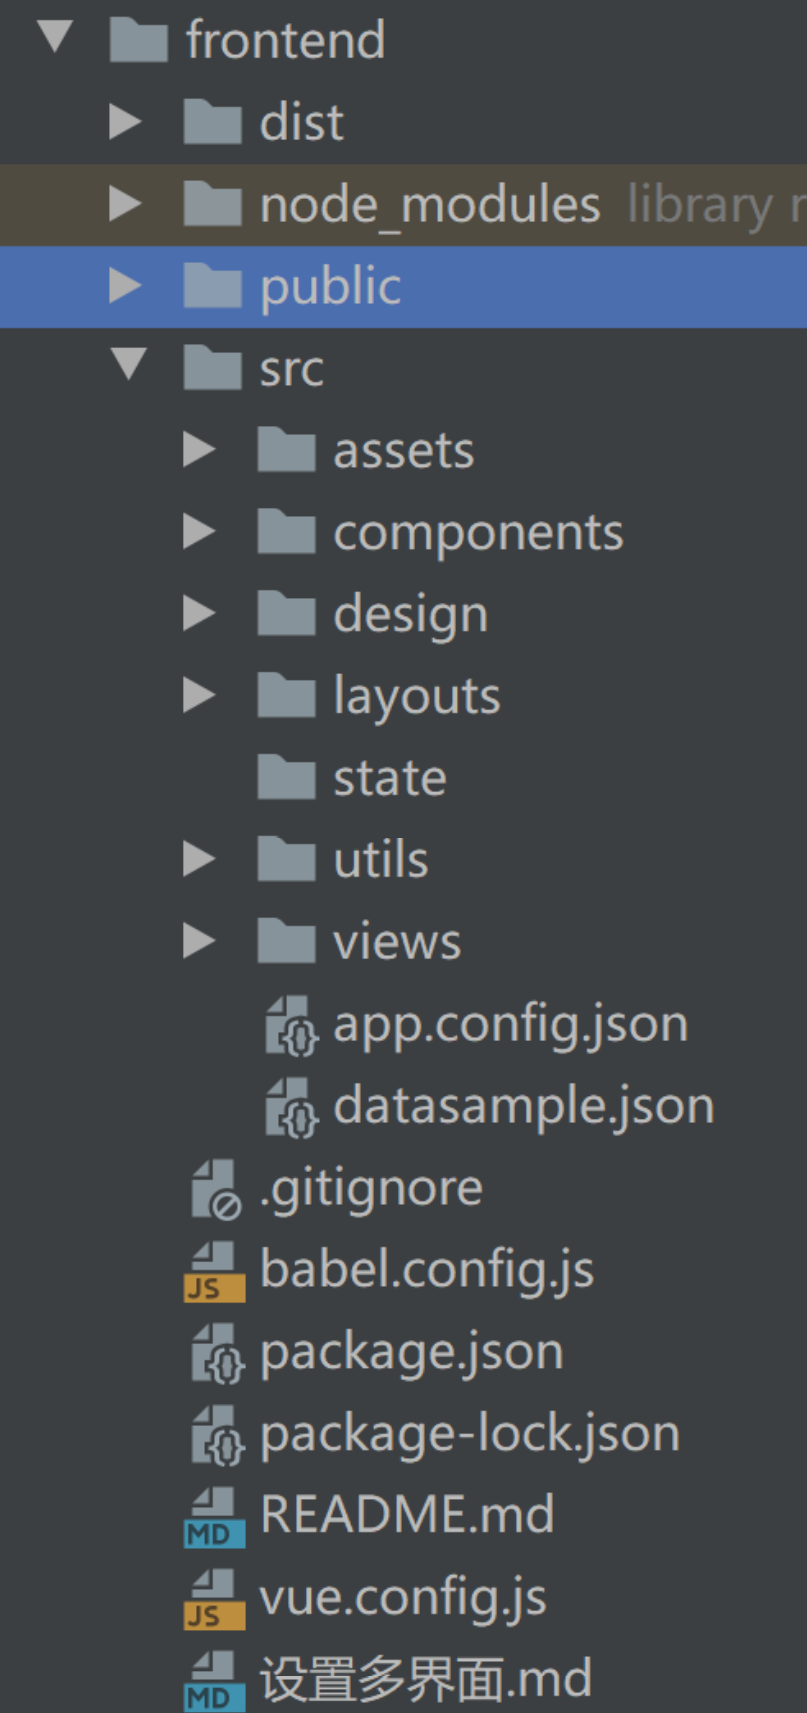 frontend
dist
node_modules library r
public
src
assets
components
design
layouts
state
utils
views
app.config.json
datasample.json
.gitignore
JS babel.config.js
package.json
package-lock.json
MD README.md
JS vue.config.js
MD 设置多界面.md